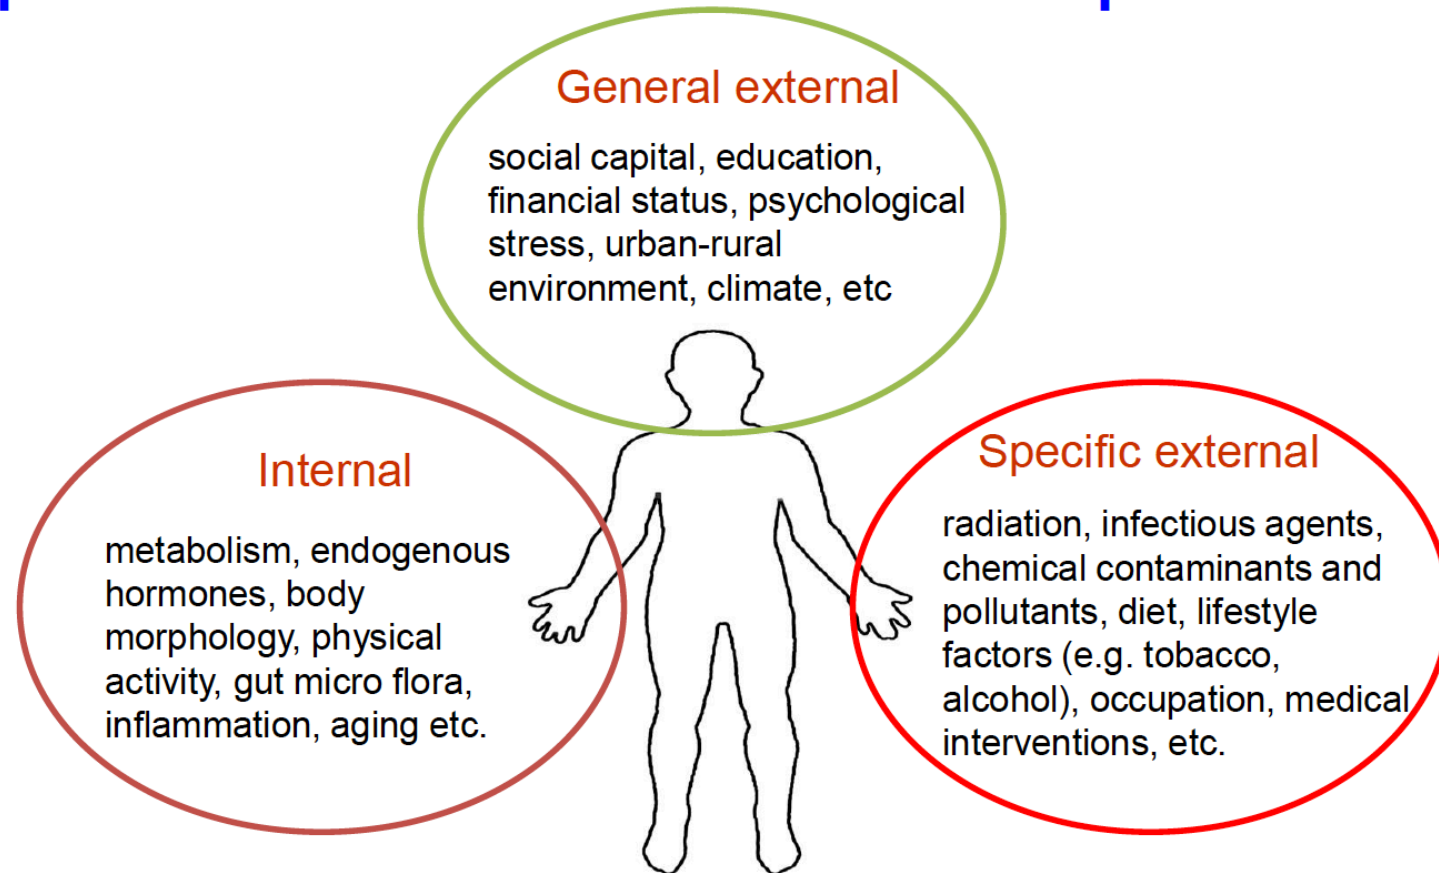 General external
social capital, education,
financial status, psychological
stress, urban-rural
environment, climate, etc
Internal
metabolism, endogenous
hormones, body
morphology, physical
activity, gut micro flora,
inflammation, aging etc.
Specific external
radiation, infectious agents,
chemical contaminants and
pollutants, diet, lifestyle
factors (e.g. tobacco,
alcohol), occupation, medical
interventions, etc.